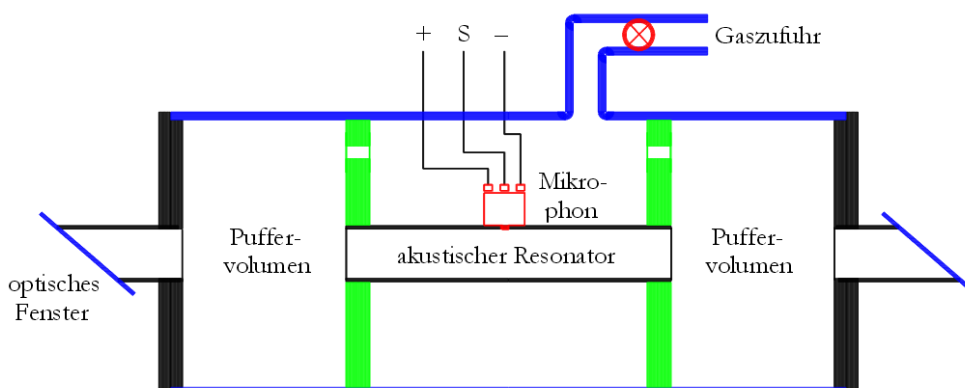 + S −
Gaszufuhr
Mikro-
phon
Puffer-
volumen
akustischer Resonator
Puffer-
volumen
optisches
Fenster